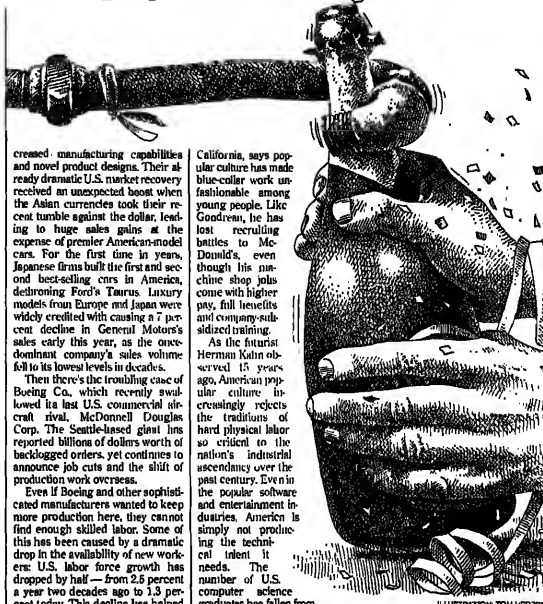 creased manufacturing capabilities
and novel product designs. Their al-
ready dramatic U.S. market recovery
received an unexpected boost when
the Asian currencies took their re-
cent tumble against the dollar, lead-
ing to huge sales gains at the
expense of premier American-model
cars. For the first time in years,
Japanese firms built the first and sec-
ond best-selling cars in America,
dethroning Ford's Taurus. Luxury
models from Europe and Japan were
widely credited with causing a 7 per-
cent decline in General Motors's
sales early this year, as the once-
dominant company's sales volume
fell to its lowest levels in decades.
Then there's the troubling case of
Boeing Co., which recently swal-
lowed its last U.S. commercial air-
craft rival, McDonnell Douglas
Corp. The Seattle-based giant has
reported billions of dollars worth of
backlogged orders, yet continues to
announce job cuts and the shift of
production work overseas.
Even if Boeing and other sophisti-
cated manufacturers wanted to keep
more production here, they cannot
find enough skilled labor. Some of
this has been caused by a dramatic
drop in the availability of new work-
ers: U.S. labor force growth has
dropped by half — from 2.5 percent
a year two decades ago to 1.3 per-
cent today. This decline has helped
California, says pop-
ular culture has made
blue-collar work un-
fashionable among
young people. Like
Goodreau, he has
lost recruiting
battles to Mc-
Donald's, even
though his ma-
chine shop jobs
come with higher
pay, full benefits
and company-sub-
sidized training.
As the futurist
Herman Kahn ob-
served 15 years
ago, American pop-
ular culture in-
creasingly rejects
the traditions of
hard physical labor
so critical to the
nation's industrial
ascendancy over the
past century. Even in
the popular software
and entertainment in-
dustries, America is
simply not produc-
ing the techni-
cal talent it
needs. The
number of U.S.
computer science
graduates has fallen from